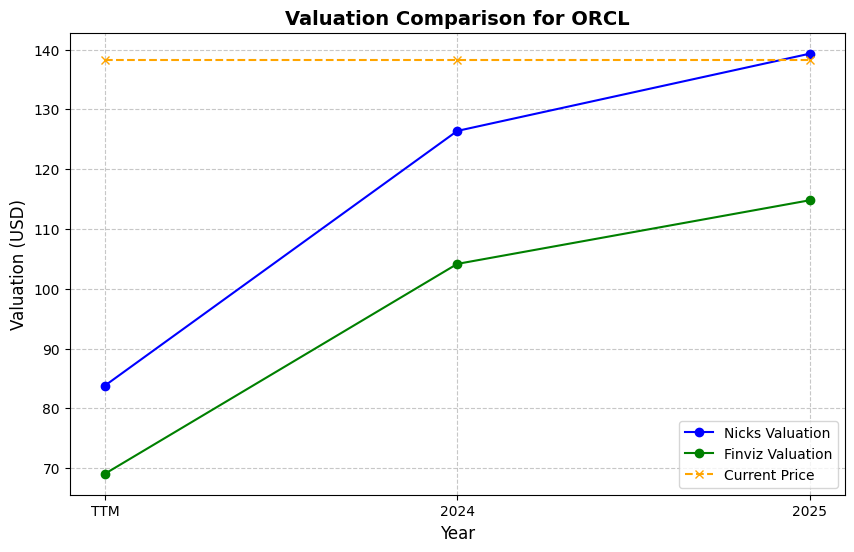 Valuation Comparison for ORCL
Valuation (USD)
140
130
120
110
100
90
80
70
TTM
2024
2025
Year
Nicks Valuation
Finviz Valuation
Current Price